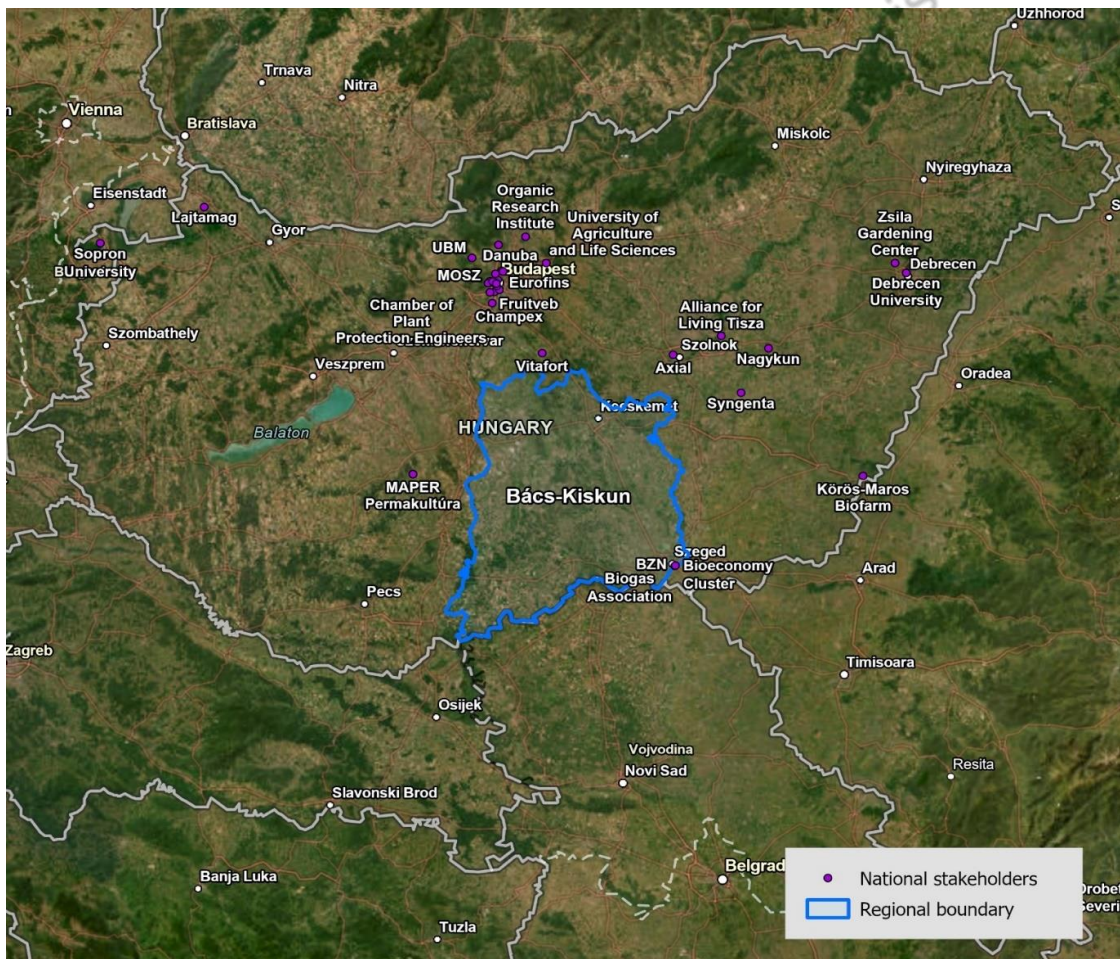 Uzhhorod
Trnava
Nitra
Vienna
Bratislava
Miskolc
Nyiregyhaza
Eisenstadt
Lajtamag
Gyor
Sopron
BUniversity
Organic
Research
Institute
University of
Agriculture
and Life Sciences
UBM
Danuba
MOSZ
Budapest
Eurofins
Fruitveb
Champex
Zsila
Gardening
Center
Debrecen
Debrecen
University
Chamber of
Plant
Protection Engineers
Alliance for
Living Tisza
Szolnok
Axial
Nagykun
Szombathely
Veszprem
Vitafort
Oradea
Syngenta
Kecskemet
Balaton
HUNGARY
MAPER
Permakultúra
Bács-Kiskun
Körös-Maros
Biofarm
Szeged
BZN
Bioeconomy
Biogas
Cluster
Association
Arad
Pecs
Zagreb
Timisoara
Osijek
Vojvodina
Novi Sad
Resita
Slavonski Brod
Banja Luka
Tuzla
National stakeholders
Regional boundary